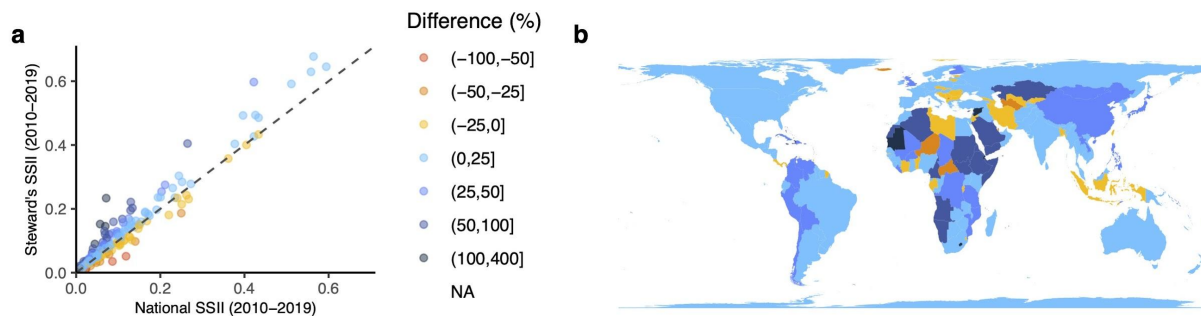 a
Steward's SSII (2010−2019)
0.6
0.4
0.2
0.0
0.0 0.2 0.4 0.6
National SSII (2010−2019)
Difference (%)
(−100,−50]
(−50,−25]
(−25,0]
(0,25]
(25,50]
(50,100]
(100,400]
NA
b